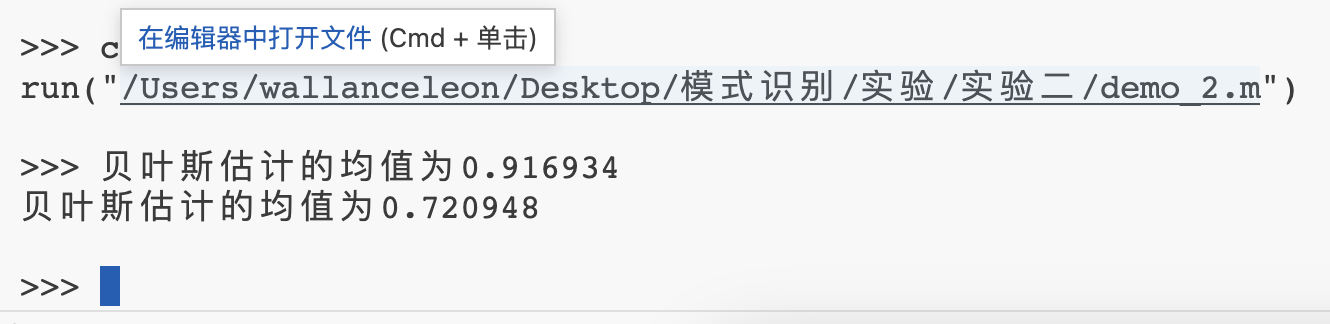 在编辑器中打开文件 (Cmd + 单击)
>>> c
run("/Users/wallanceleon/Desktop/模式识别/实验/实验二/demo_2.m")
>>> 贝叶斯估计的均值为0.916934
贝叶斯估计的均值为0.720948
>>>